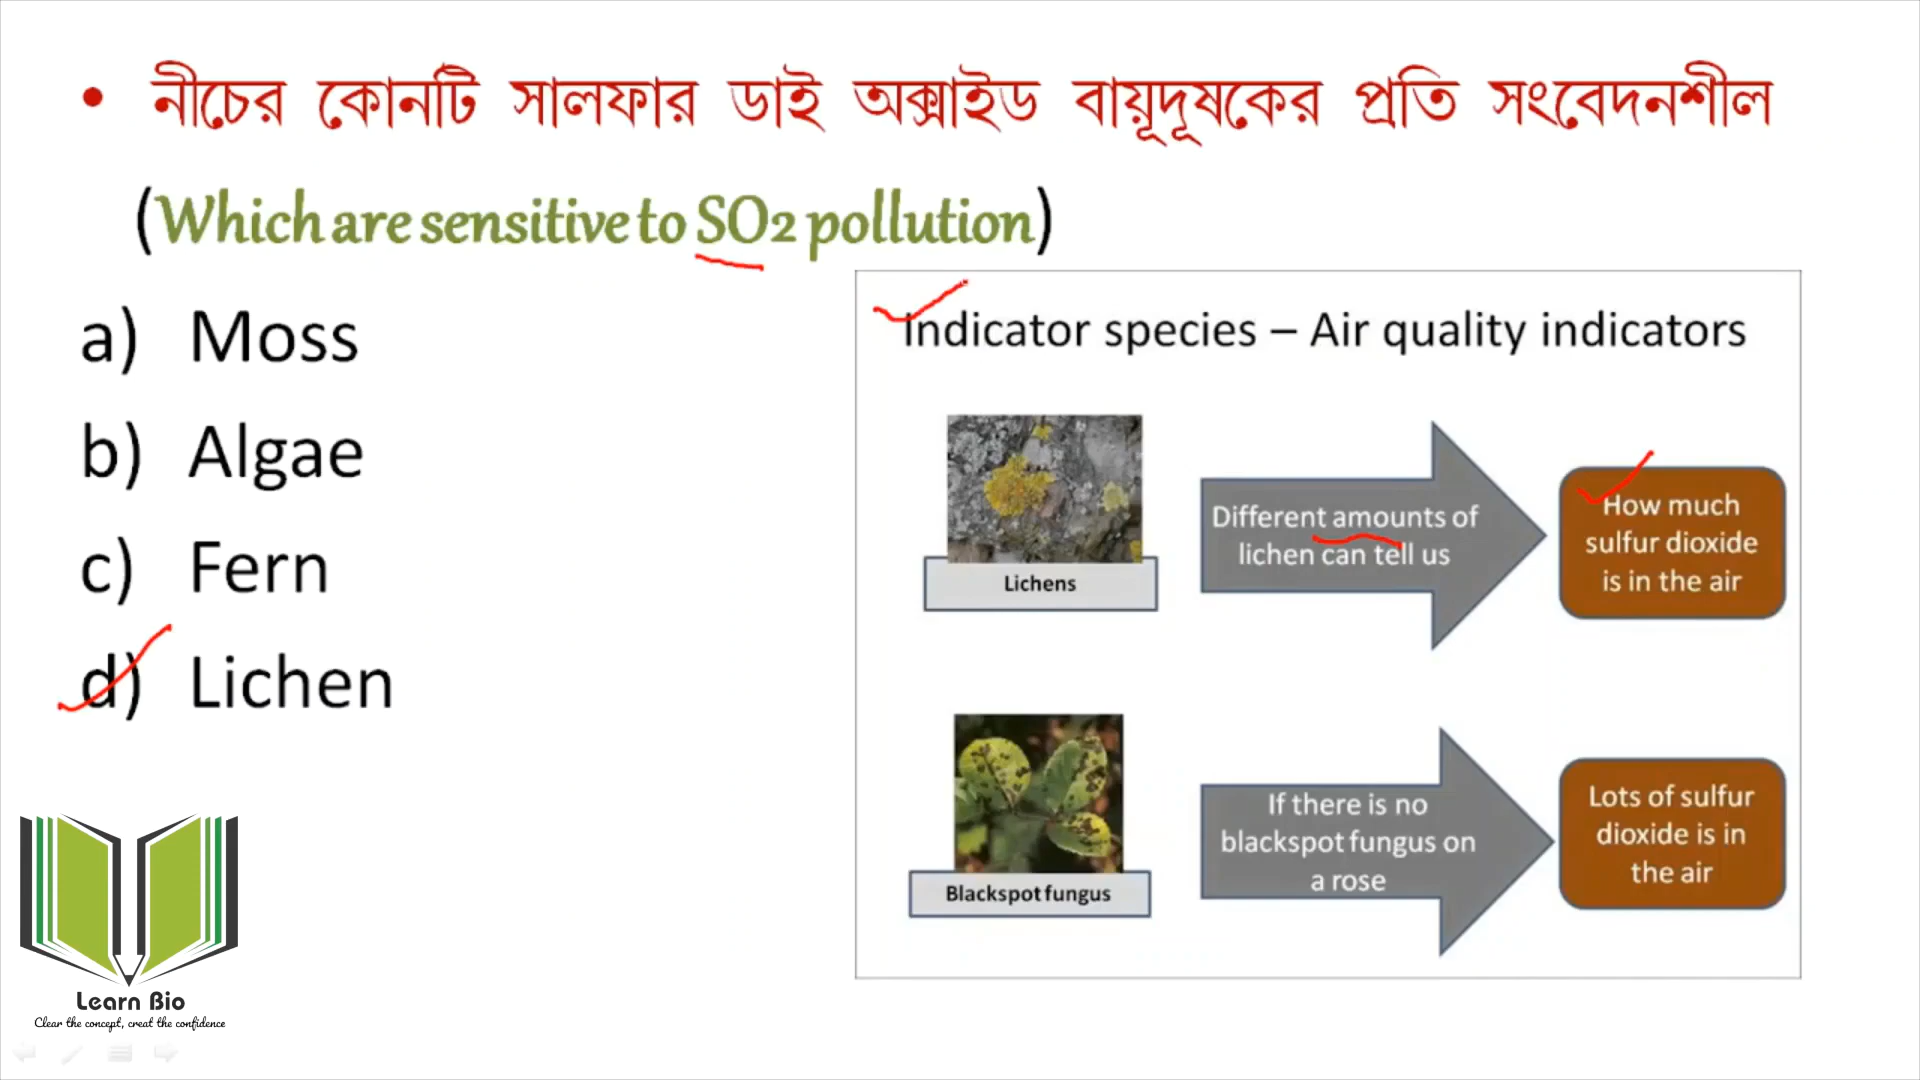 • নীচের কোনটি সালফার ডাই অক্সাইড বায়ূদূষকের প্রতি সংবেদনশীল
(Which are sensitive to SO2 pollution)
a) Moss
b) Algae
c) Fern
d) Lichen
Indicator species – Air quality indicators
Lichens
Different amounts of
lichen can tell us
How much
sulfur dioxide
is in the air
Blackspot fungus
If there is no
blackspot fungus on
a rose
Lots of sulfur
dioxide is in
the air
Learn Bio
Clear the concept, creat the confidence